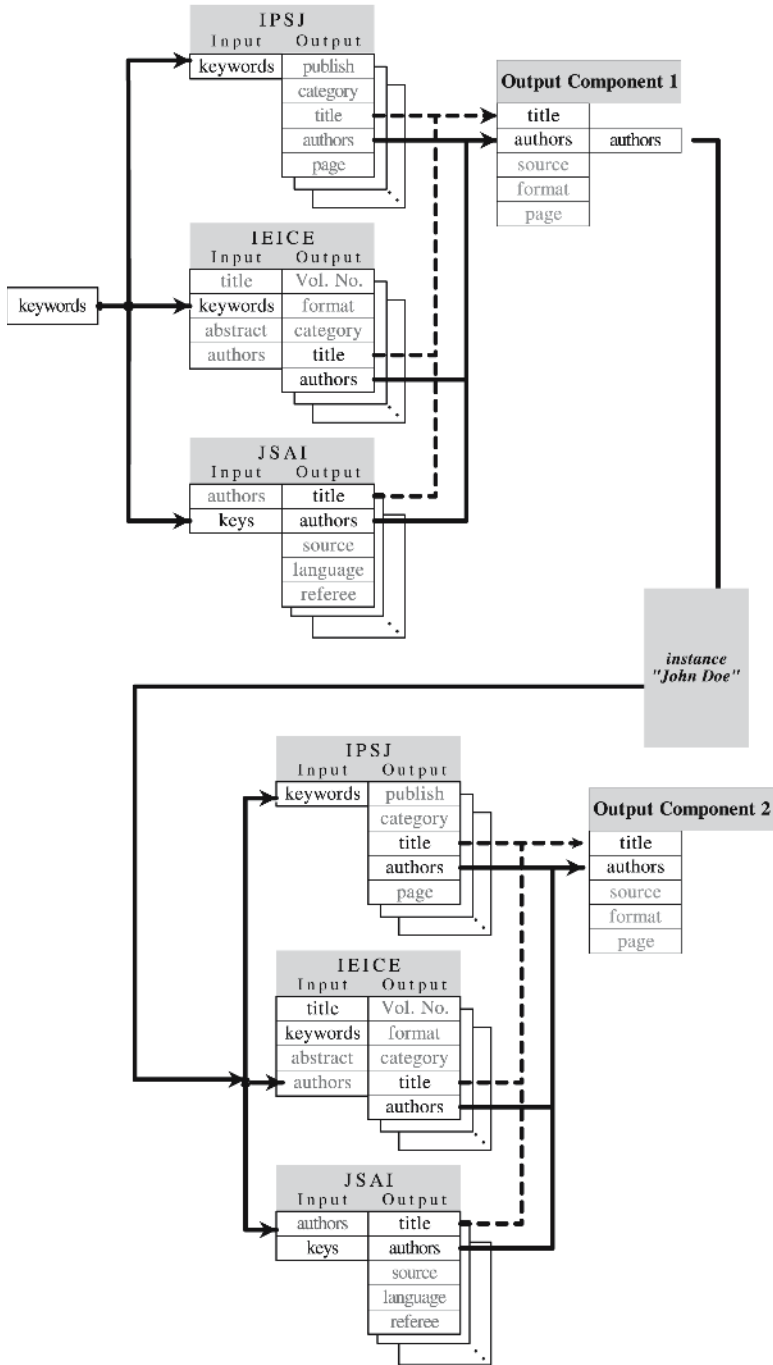 IPSJ
Input Output
keywords publish
category
title
authors
page
Output Component 1
title
authors authors
source
format
page
IEICE
Input Output
title Vol. No.
keywords format
abstract category
authors title
authors
keywords
JSAI
Input Output
authors title
keys authors
source
language
referee
instance
"John Doe"
IPSJ
Input Output
keywords publish
category
title
authors
page
Output Component 2
title
authors
source
format
page
IEICE
Input Output
title Vol. No.
keywords format
abstract category
authors title
authors
JSAI
Input Output
authors title
keys authors
source
language
referee